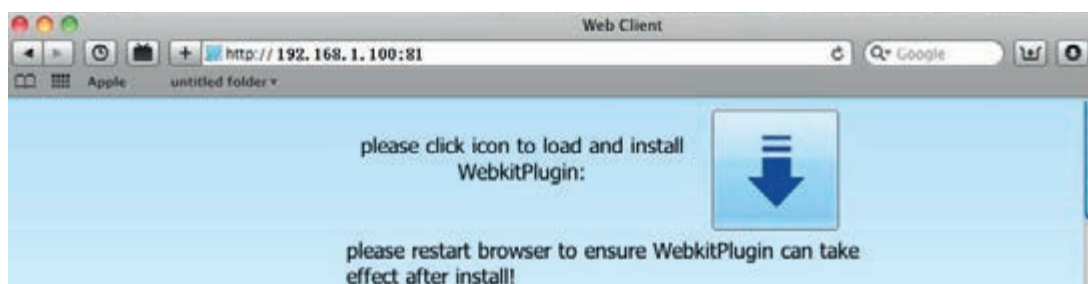 Web Client
http:// 192.168.1.100:81
Google
Apple untitled folder
please click icon to load and install
WebkitPlugin:
please restart browser to ensure WebkitPlugin can take
effect after install!